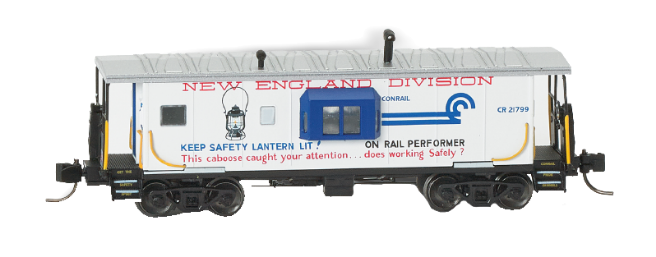 NEW ENGLAND DIVISION
CONRAIL
CR 21799
KEEP SAFETY LANTERN LIT! ON RAIL PERFORMER
This caboose caught your attention...does working Safely?